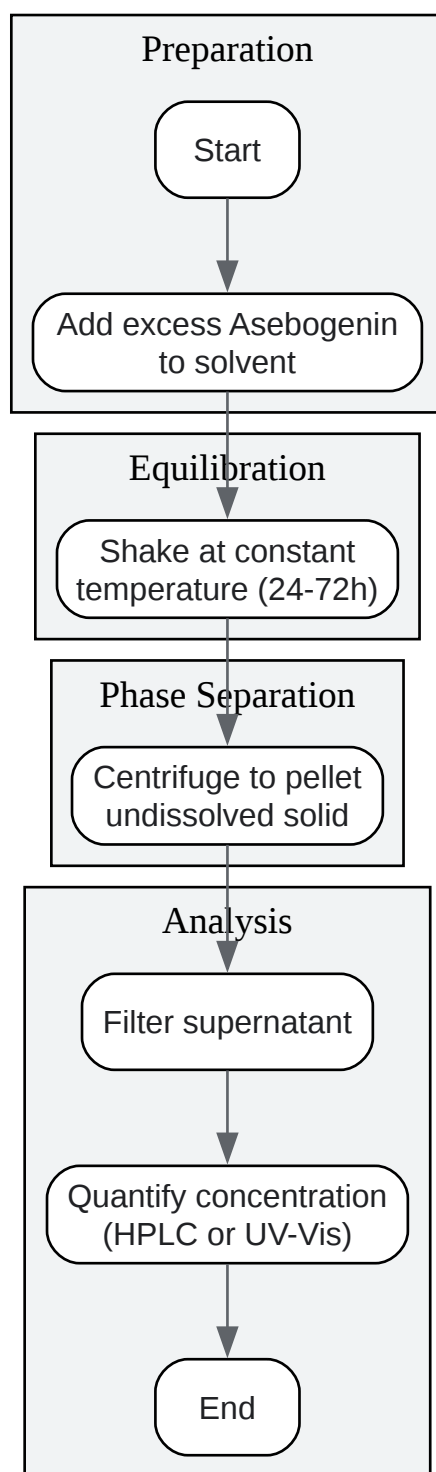 Preparation
Start
Add excess Asebogenin
to solvent
Equilibration
Shake at constant
temperature (24-72h)
Phase Separation
Centrifuge to pellet
undissolved solid
Analysis
Filter supernatant
Quantify concentration
(HPLC or UV-Vis)
End